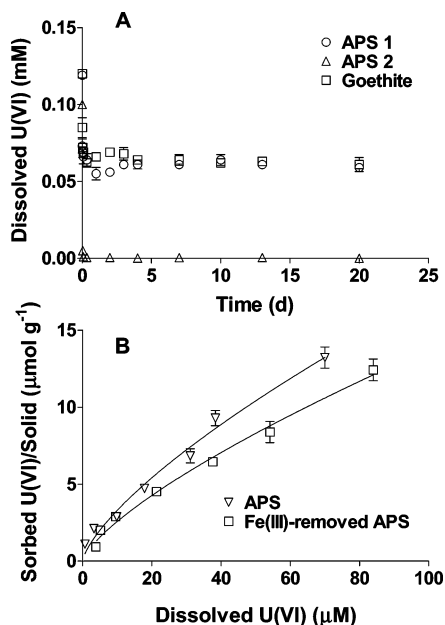 A
APS 1
APS 2
Goethite
Dissolved U(VI) (mM)
0.15
0.10
0.05
0.00
0 5 10 15 20 25
Time (d)
B
APS
Fe(III)-removed APS
Sorbed U(VI)/Solid (μmol g⁻¹)
15
10
5
0
0 20 40 60 80 100
Dissolved U(VI) (μM)